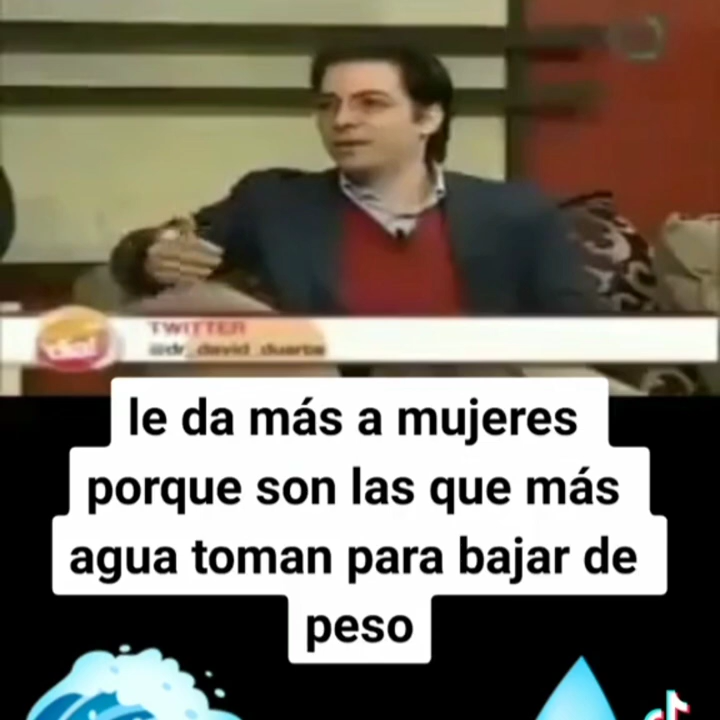 TWITTER
@dr_david_duarte
le da más a mujeres
porque son las que más
agua toman para bajar de
peso